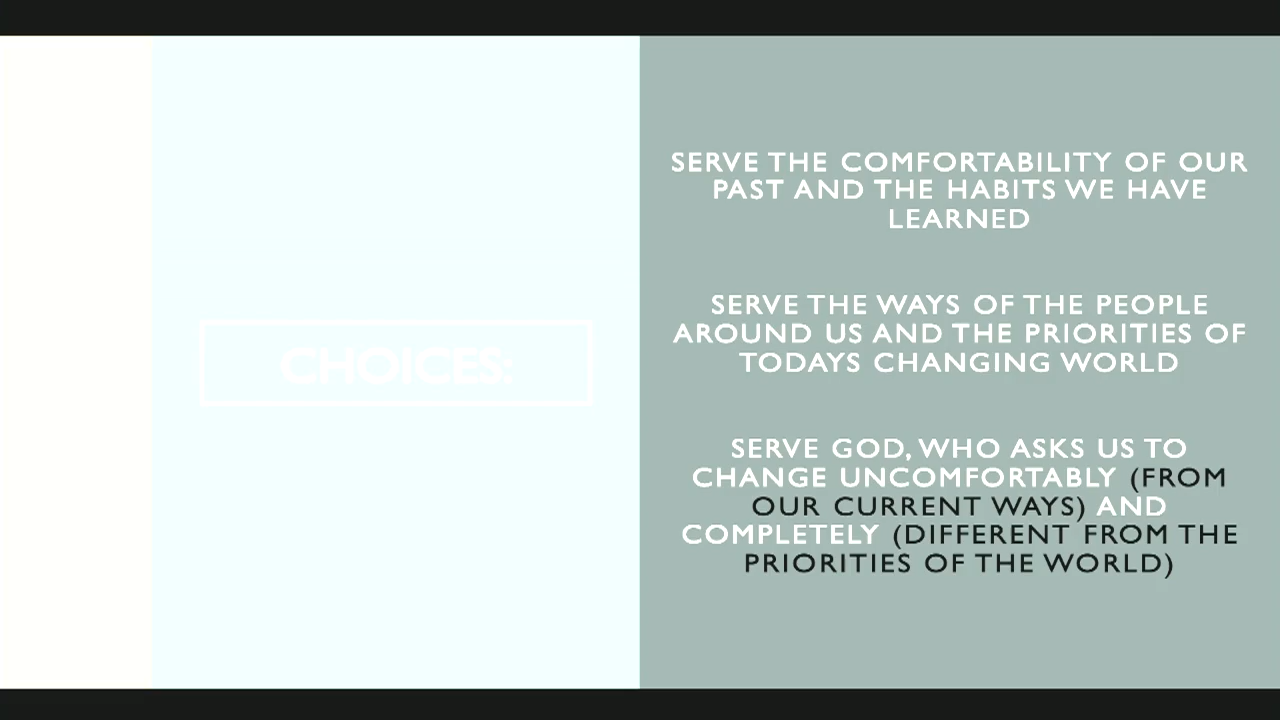 CHOICES:
SERVE THE COMFORTABILITY OF OUR
PAST AND THE HABITS WE HAVE
LEARNED
SERVE THE WAYS OF THE PEOPLE
AROUND US AND THE PRIORITIES OF
TODAYS CHANGING WORLD
SERVE GOD, WHO ASKS US TO
CHANGE UNCOMFORTABLY (FROM
OUR CURRENT WAYS) AND
COMPLETELY (DIFFERENT FROM THE
PRIORITIES OF THE WORLD)